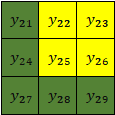 y₂₁ y₂₂ y₂₃
y₂₄ y₂₅ y₂₆
y₂₇ y₂₈ y₂₉